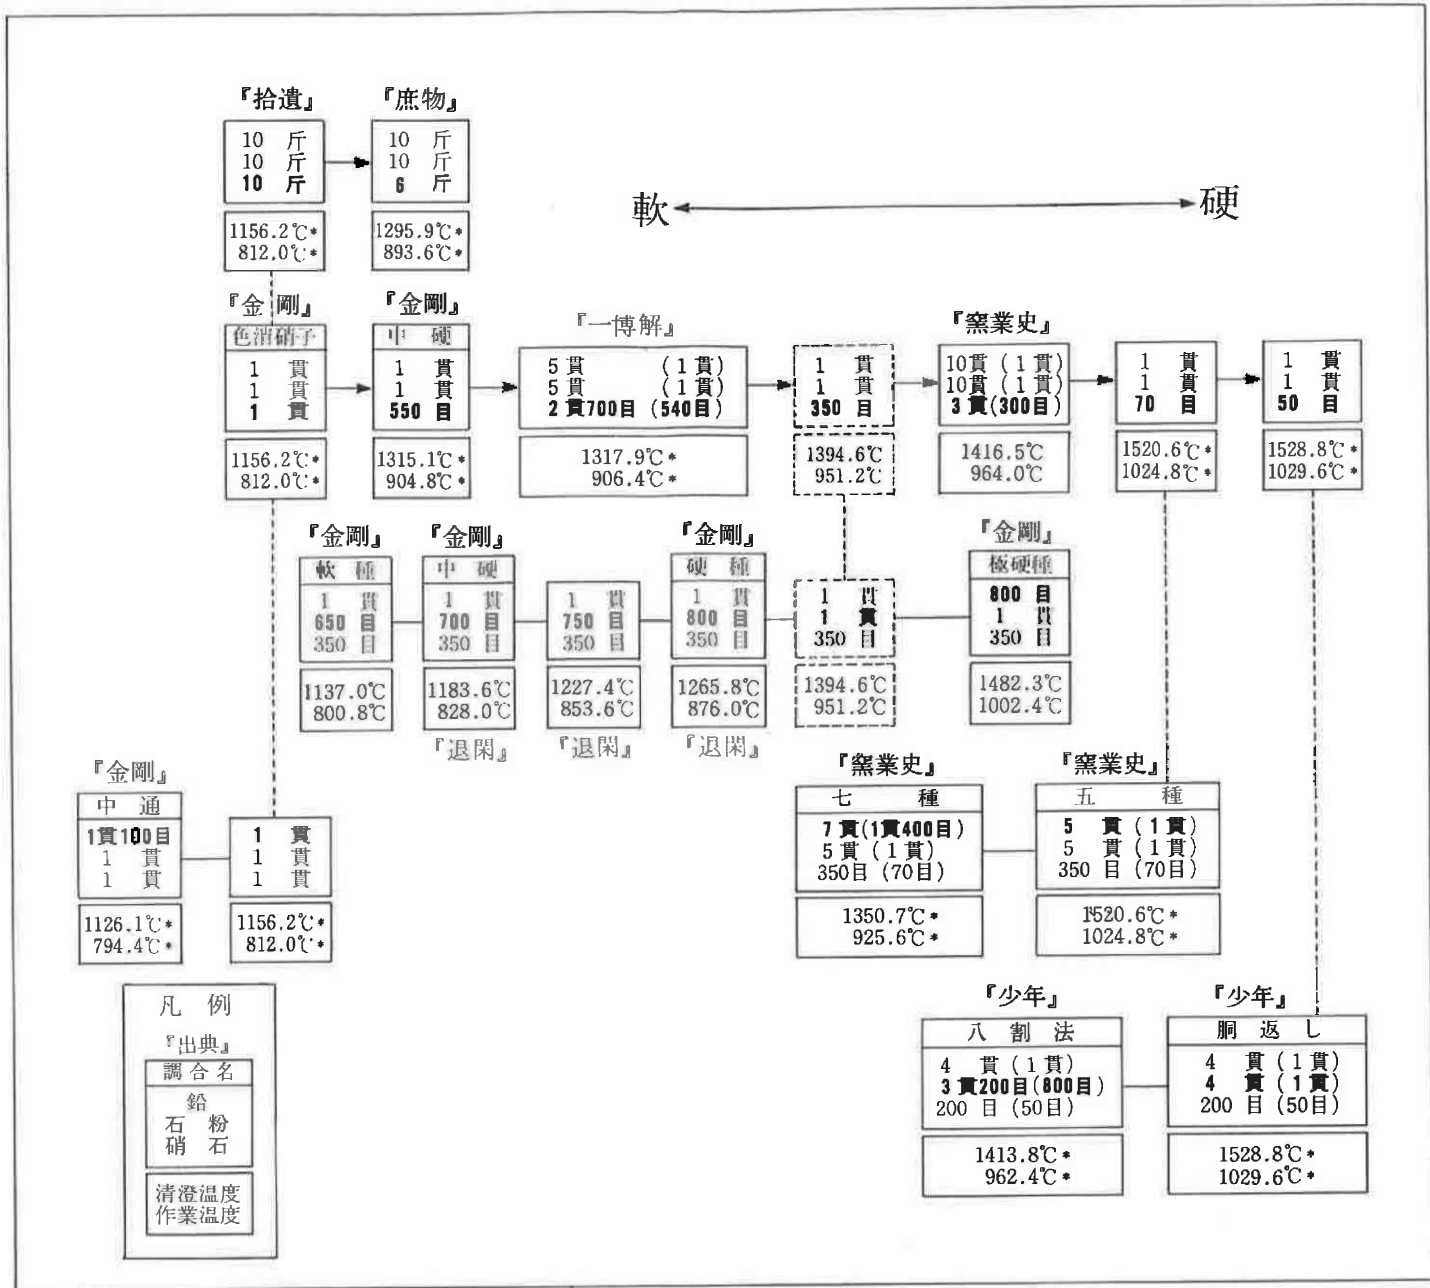 『拾遺』
10 斤
10 斤
10 斤
1156.2℃*
812.0℃*
『庶物』
10 斤
10 斤
6 斤
1295.9℃*
893.6℃*
軟
硬
『金剛』
色消硝子
1 貫
1 貫
1 貫
1156.2℃*
812.0℃*
『金剛』
中硬
1 貫
1 貫
550 目
1315.1℃*
904.8℃*
『一博解』
5貫 (1貫)
5貫 (1貫)
2貫700目 (540目)
1317.9℃*
906.4℃*
1 貫
1 貫
350 目
1394.6℃
951.2℃
『窯業史』
10貫 (1貫)
10貫 (1貫)
3貫(300目)
1416.5℃
964.0℃
1 貫
1 貫
70 目
1520.6℃*
1024.8℃*
1 貫
1 貫
50 目
1528.8℃*
1029.6℃*
『金剛』
軟種
1 貫
650 目
350 目
1137.0℃
800.8℃
『金剛』
中硬
1 貫
700 目
350 目
1183.6℃
828.0℃
『退閑』
1 貫
750 目
350 目
1227.4℃
853.6℃
『退閑』
『金剛』
硬種
1 貫
800 目
350 目
1265.8℃
876.0℃
『退閑』
1 貫
1 貫
350 目
1394.6℃
951.2℃
『金剛』
極硬種
800 目
1 貫
350 目
1482.3℃
1002.4℃
『金剛』
中通
1貫100目
1 貫
1 貫
1126.1℃*
794.4℃*
1 貫
1 貫
1 貫
1156.2℃*
812.0℃*
『窯業史』
七種
7貫(1貫400目)
5貫 (1貫)
350目 (70目)
1350.7℃*
925.6℃*
『窯業史』
五種
5 貫 (1貫)
5 貫 (1貫)
350 目 (70目)
1520.6℃*
1024.8℃*
『少年』
八割法
4 貫 (1貫)
3貫200目(800目)
200 目 (50目)
1413.8℃*
962.4℃*
『少年』
胴返し
4 貫 (1貫)
4 貫 (1貫)
200 目 (50目)
1528.8℃*
1029.6℃*
凡例
『出典』
調合名
鉛
石粉
硝石
清澄温度
作業温度